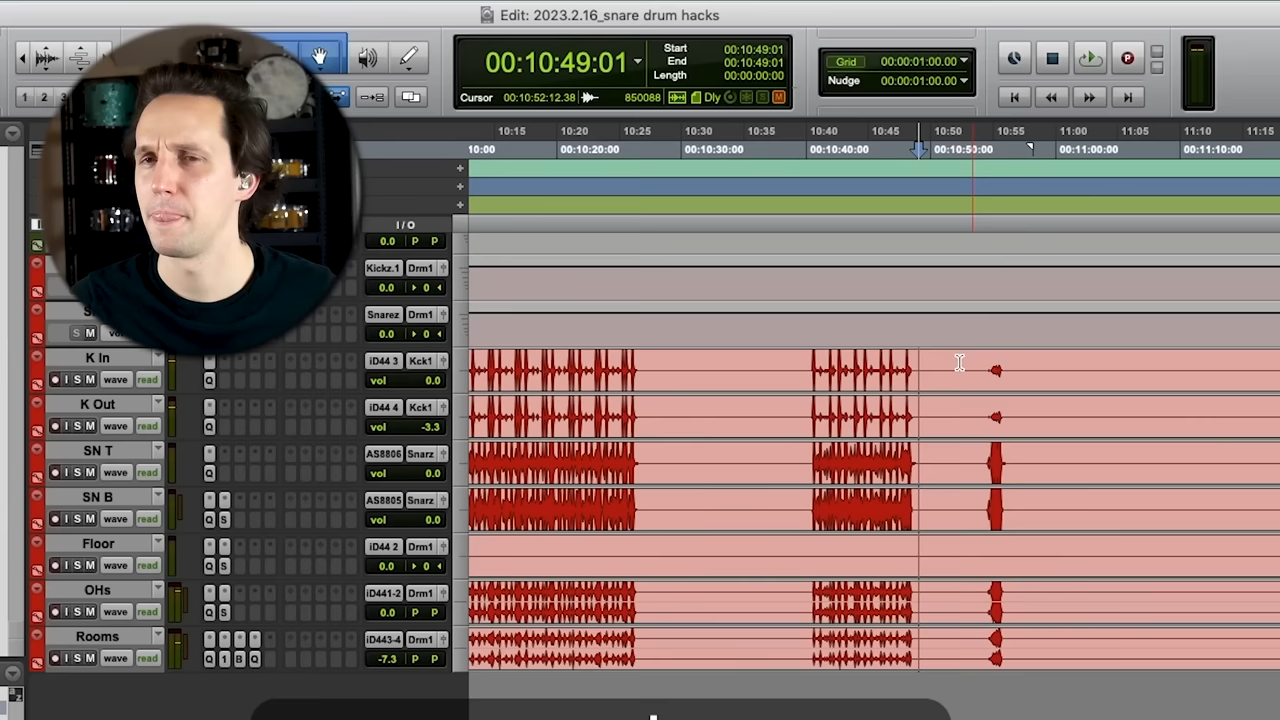 Edit: 2023.2.16_snare drum hacks
00:10:49:01
Start 00:10:49:01
End 00:10:49:01
Length 00:00:00:00
Cursor 00:10:52:12.38 850088 Dly S M
Grid 00:00:01:00.00
Nudge 00:00:01:00.00
P
1 2 3
10:15 10:20 10:25 10:30 10:35 10:40 10:45 10:50 10:55 11:00 11:05 11:10 11:15
10:00 00:10:20:00 00:10:30:00 00:10:40:00 00:10:50:00 00:11:00:00 00:11:10:00
I / O
0.0 P P
Kickz.1 Drm1
0.0 0
Snarez Drm1
S M 0.0 0
K In iD44 3 Kck1
I S M wave read Q vol 0.0
K Out iD44 4 Kck1
I S M wave read Q vol -3.3
SN T AS8806 Snarz
I S M wave read Q vol 0.0
SN B AS8805 Snarz
I S M wave read Q S vol 0.0
Floor iD44 2 Drm1
I S M wave read Q S 0.0 0
OHs iD441-2 Drm1
I S M wave read Q S 0.0 P P
Rooms iD443-4 Drm1
I S M wave read Q 1 B Q -7.3 P P
a
z